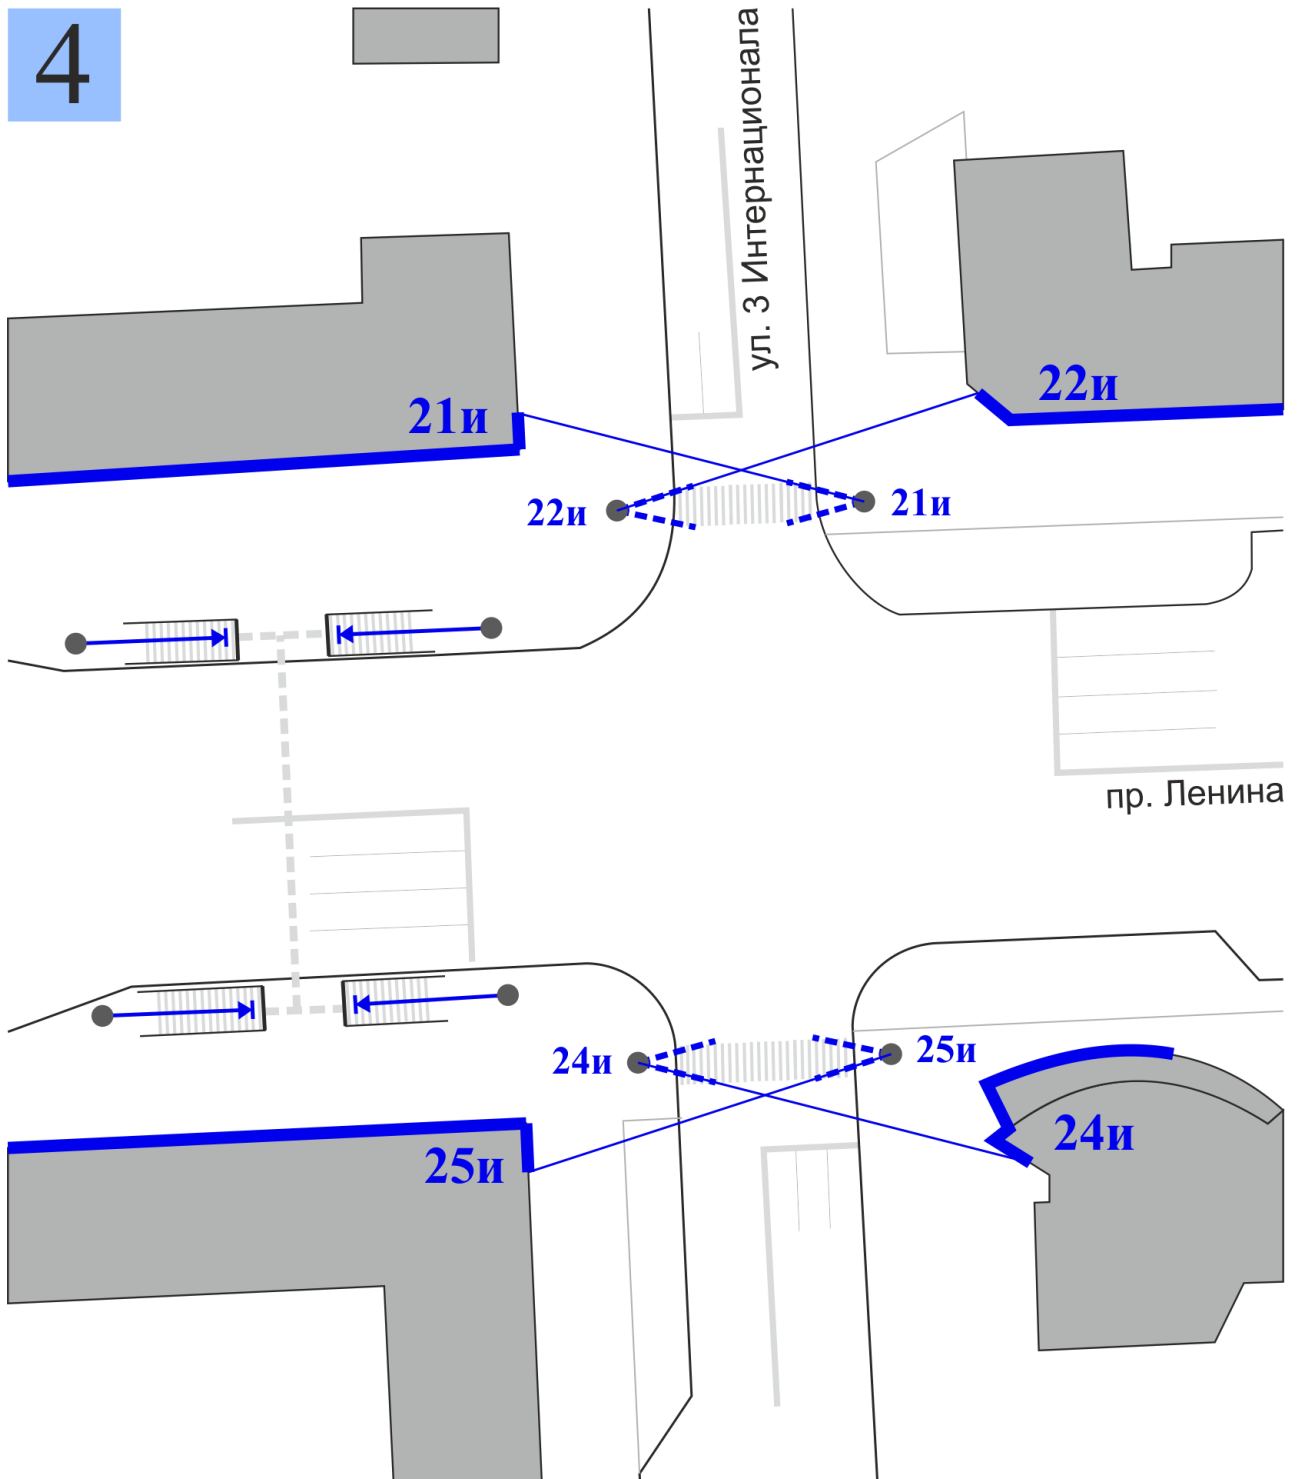 4
ул. 3 Интернационала
22и
21и
22и
21и
пр. Ленина
24и
25и
25и
24и